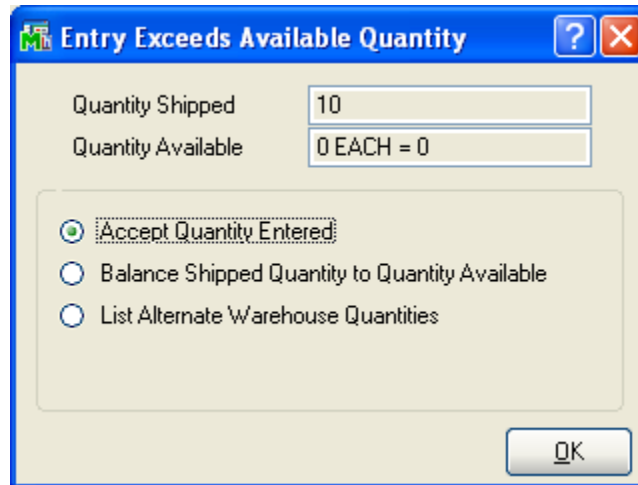 Entry Exceeds Available Quantity
Quantity Shipped 10
Quantity Available 0 EACH = 0
Accept Quantity Entered
Balance Shipped Quantity to Quantity Available
List Alternate Warehouse Quantities
OK